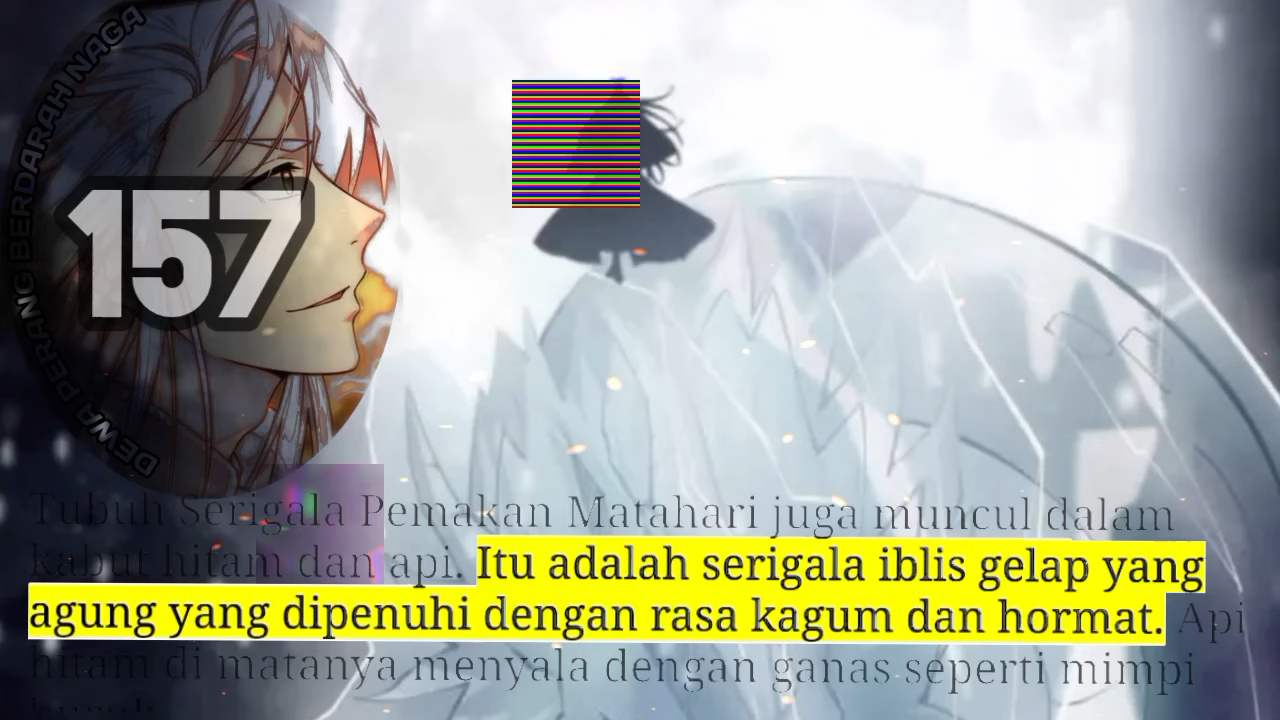 DEWA PERANG BERDARAH NAGA
157
Tubuh Serigala Pemakan Matahari juga muncul dalam
kabut hitam dan api. Itu adalah serigala iblis gelap yang
agung yang dipenuhi dengan rasa kagum dan hormat. Api
hitam di matanya menyala dengan ganas seperti mimpi